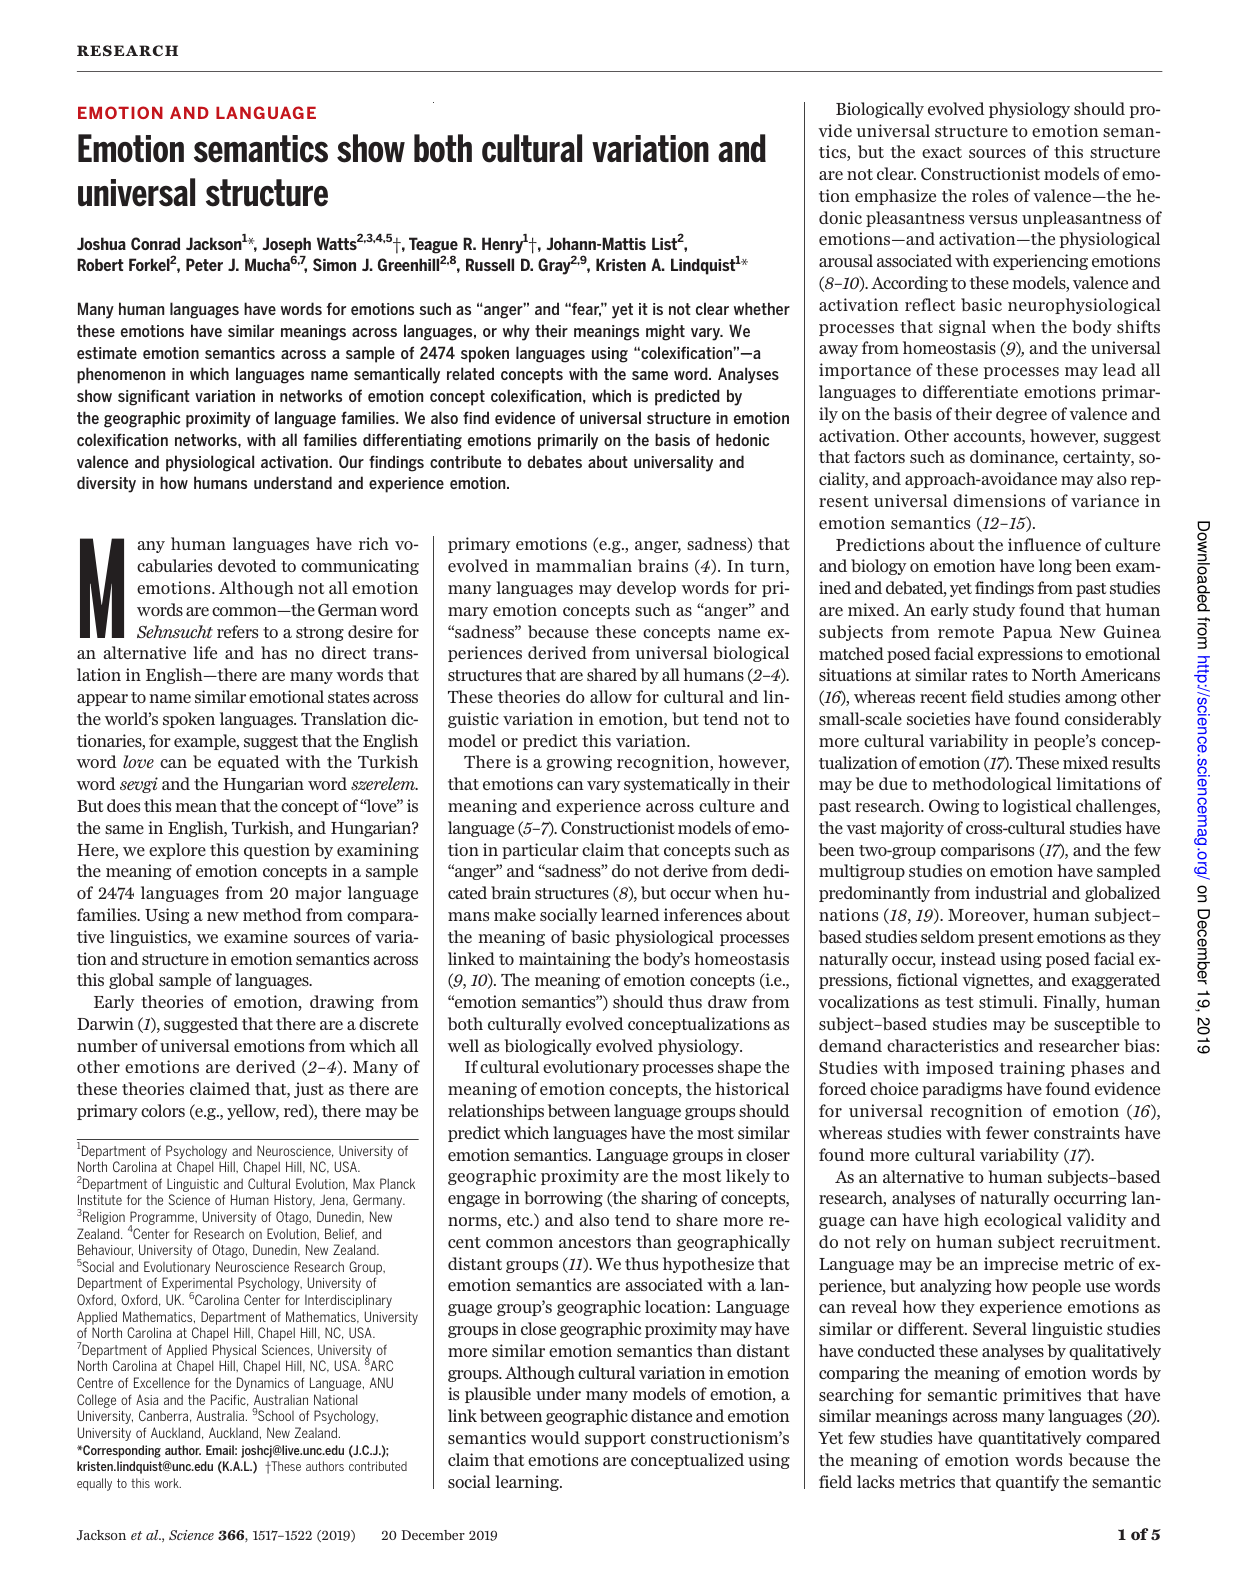 RESEARCH
EMOTION AND LANGUAGE
Emotion semantics show both cultural variation and
universal structure
Joshua Conrad Jackson1*, Joseph Watts2,3,4,5†, Teague R. Henry1†, Johann-Mattis List2,
Robert Forkel2, Peter J. Mucha6,7, Simon J. Greenhill2,8, Russell D. Gray2,9, Kristen A. Lindquist1*
Many human languages have words for emotions such as “anger” and “fear,” yet it is not clear whether
these emotions have similar meanings across languages, or why their meanings might vary. We
estimate emotion semantics across a sample of 2474 spoken languages using “colexification”—a
phenomenon in which languages name semantically related concepts with the same word. Analyses
show significant variation in networks of emotion concept colexification, which is predicted by
the geographic proximity of language families. We also find evidence of universal structure in emotion
colexification networks, with all families differentiating emotions primarily on the basis of hedonic
valence and physiological activation. Our findings contribute to debates about universality and
diversity in how humans understand and experience emotion.
Many human languages have rich vo-
cabularies devoted to communicating
emotions. Although not all emotion
words are common—the German word
Sehnsucht refers to a strong desire for
an alternative life and has no direct trans-
lation in English—there are many words that
appear to name similar emotional states across
the world’s spoken languages. Translation dic-
tionaries, for example, suggest that the English
word love can be equated with the Turkish
word sevgi and the Hungarian word szerelem.
But does this mean that the concept of “love” is
the same in English, Turkish, and Hungarian?
Here, we explore this question by examining
the meaning of emotion concepts in a sample
of 2474 languages from 20 major language
families. Using a new method from compara-
tive linguistics, we examine sources of varia-
tion and structure in emotion semantics across
this global sample of languages.
Early theories of emotion, drawing from
Darwin (1), suggested that there are a discrete
number of universal emotions from which all
other emotions are derived (2–4). Many of
these theories claimed that, just as there are
primary colors (e.g., yellow, red), there may be
1Department of Psychology and Neuroscience, University of
North Carolina at Chapel Hill, Chapel Hill, NC, USA.
2Department of Linguistic and Cultural Evolution, Max Planck
Institute for the Science of Human History, Jena, Germany.
3Religion Programme, University of Otago, Dunedin, New
Zealand. 4Center for Research on Evolution, Belief, and
Behaviour, University of Otago, Dunedin, New Zealand.
5Social and Evolutionary Neuroscience Research Group,
Department of Experimental Psychology, University of
Oxford, Oxford, UK. 6Carolina Center for Interdisciplinary
Applied Mathematics, Department of Mathematics, University
of North Carolina at Chapel Hill, Chapel Hill, NC, USA.
7Department of Applied Physical Sciences, University of
North Carolina at Chapel Hill, Chapel Hill, NC, USA. 8ARC
Centre of Excellence for the Dynamics of Language, ANU
College of Asia and the Pacific, Australian National
University, Canberra, Australia. 9School of Psychology,
University of Auckland, Auckland, New Zealand.
*Corresponding author. Email: joshcj@live.unc.edu (J.C.J.);
kristen.lindquist@unc.edu (K.A.L.) †These authors contributed
equally to this work.
primary emotions (e.g., anger, sadness) that
evolved in mammalian brains (4). In turn,
many languages may develop words for pri-
mary emotion concepts such as “anger” and
“sadness” because these concepts name ex-
periences derived from universal biological
structures that are shared by all humans (2–4).
These theories do allow for cultural and lin-
guistic variation in emotion, but tend not to
model or predict this variation.
There is a growing recognition, however,
that emotions can vary systematically in their
meaning and experience across culture and
language (5–7). Constructionist models of emo-
tion in particular claim that concepts such as
“anger” and “sadness” do not derive from dedi-
cated brain structures (8), but occur when hu-
mans make socially learned inferences about
the meaning of basic physiological processes
linked to maintaining the body’s homeostasis
(9, 10). The meaning of emotion concepts (i.e.,
“emotion semantics”) should thus draw from
both culturally evolved conceptualizations as
well as biologically evolved physiology.
If cultural evolutionary processes shape the
meaning of emotion concepts, the historical
relationships between language groups should
predict which languages have the most similar
emotion semantics. Language groups in closer
geographic proximity are the most likely to
engage in borrowing (the sharing of concepts,
norms, etc.) and also tend to share more re-
cent common ancestors than geographically
distant groups (11). We thus hypothesize that
emotion semantics are associated with a lan-
guage group’s geographic location: Language
groups in close geographic proximity may have
more similar emotion semantics than distant
groups. Although cultural variation in emotion
is plausible under many models of emotion, a
link between geographic distance and emotion
semantics would support constructionism’s
claim that emotions are conceptualized using
social learning.
Biologically evolved physiology should pro-
vide universal structure to emotion seman-
tics, but the exact sources of this structure
are not clear. Constructionist models of emo-
tion emphasize the roles of valence—the he-
donic pleasantness versus unpleasantness of
emotions—and activation—the physiological
arousal associated with experiencing emotions
(8–10). According to these models, valence and
activation reflect basic neurophysiological
processes that signal when the body shifts
away from homeostasis (9), and the universal
importance of these processes may lead all
languages to differentiate emotions primar-
ily on the basis of their degree of valence and
activation. Other accounts, however, suggest
that factors such as dominance, certainty, so-
ciality, and approach-avoidance may also rep-
resent universal dimensions of variance in
emotion semantics (12–15).
Predictions about the influence of culture
and biology on emotion have long been exam-
ined and debated, yet findings from past studies
are mixed. An early study found that human
subjects from remote Papua New Guinea
matched posed facial expressions to emotional
situations at similar rates to North Americans
(16), whereas recent field studies among other
small-scale societies have found considerably
more cultural variability in people’s concep-
tualization of emotion (17). These mixed results
may be due to methodological limitations of
past research. Owing to logistical challenges,
the vast majority of cross-cultural studies have
been two-group comparisons (17), and the few
multigroup studies on emotion have sampled
predominantly from industrial and globalized
nations (18, 19). Moreover, human subject–
based studies seldom present emotions as they
naturally occur, instead using posed facial ex-
pressions, fictional vignettes, and exaggerated
vocalizations as test stimuli. Finally, human
subject–based studies may be susceptible to
demand characteristics and researcher bias:
Studies with imposed training phases and
forced choice paradigms have found evidence
for universal recognition of emotion (16),
whereas studies with fewer constraints have
found more cultural variability (17).
As an alternative to human subjects–based
research, analyses of naturally occurring lan-
guage can have high ecological validity and
do not rely on human subject recruitment.
Language may be an imprecise metric of ex-
perience, but analyzing how people use words
can reveal how they experience emotions as
similar or different. Several linguistic studies
have conducted these analyses by qualitatively
comparing the meaning of emotion words by
searching for semantic primitives that have
similar meanings across many languages (20).
Yet few studies have quantitatively compared
the meaning of emotion words because the
field lacks metrics that quantify the semantic
Downloaded from http://science.sciencemag.org/ on December 19, 2019
Jackson et al., Science 366, 1517–1522 (2019) 20 December 2019
1 of 5